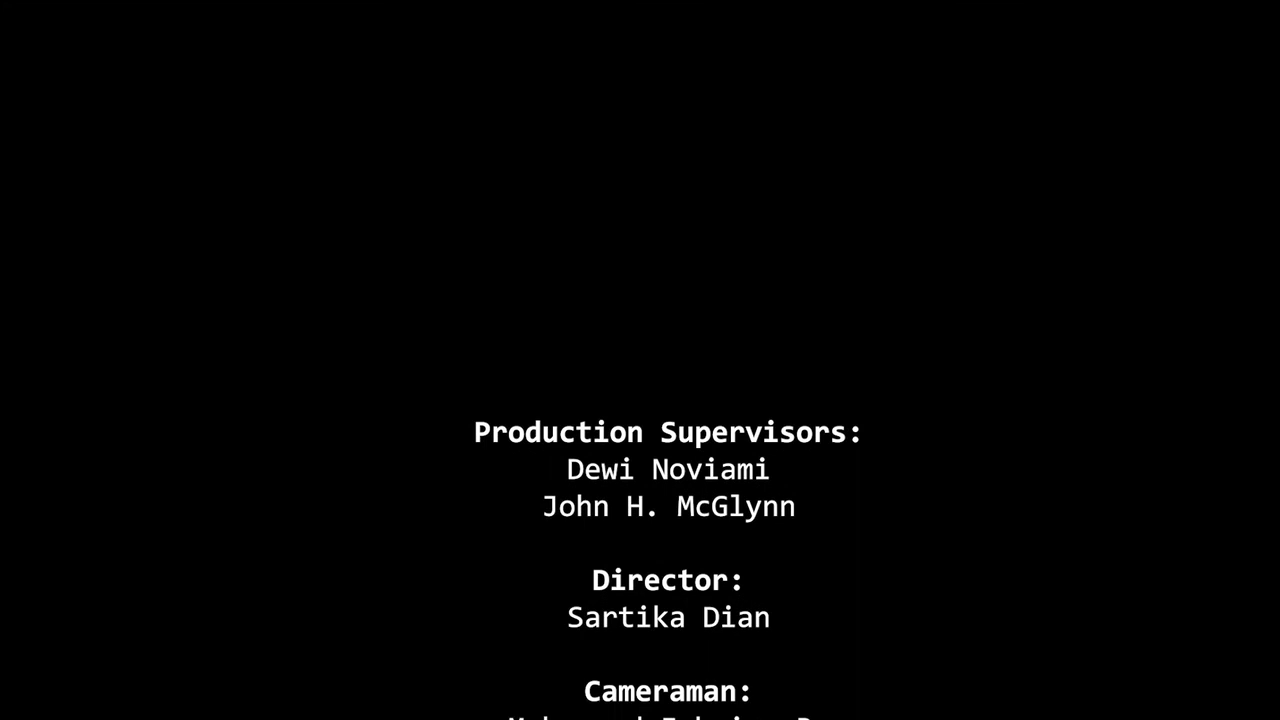 Production Supervisors:
Dewi Noviami
John H. McGlynn
Director:
Sartika Dian
Cameraman: